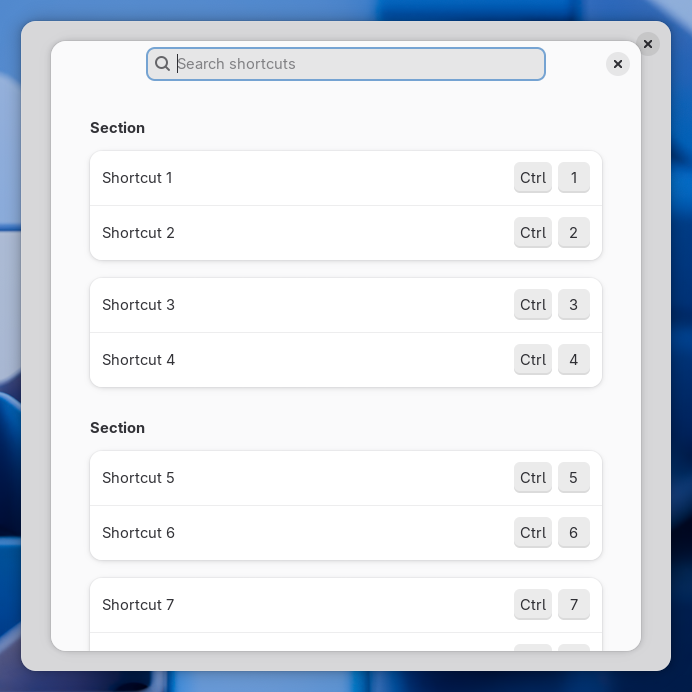 Search shortcuts
Section
Shortcut 1 Ctrl 1
Shortcut 2 Ctrl 2
Shortcut 3 Ctrl 3
Shortcut 4 Ctrl 4
Section
Shortcut 5 Ctrl 5
Shortcut 6 Ctrl 6
Shortcut 7 Ctrl 7